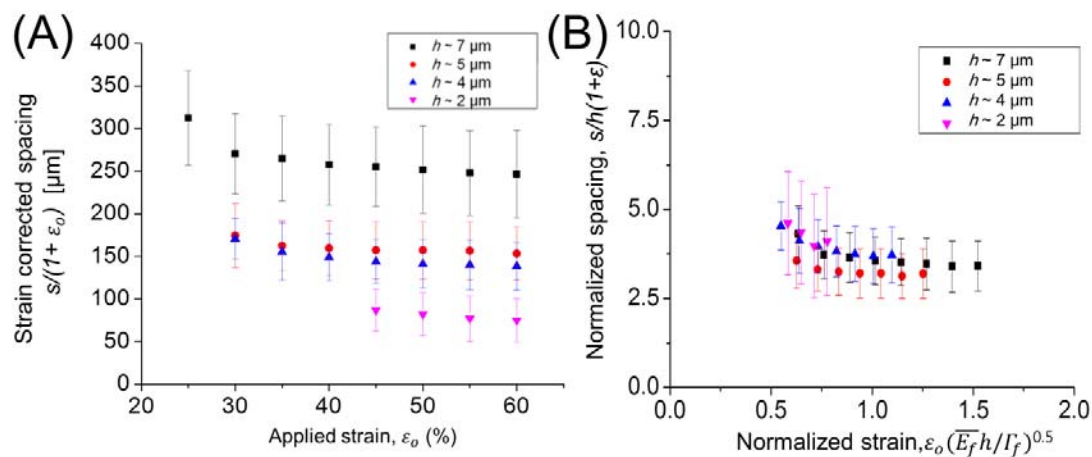 (A)
400
350
300
250
200
150
100
50
0
20
30
40
50
60
Strain corrected spacing
s/(1+ εₒ) [µm]
Applied strain, εₒ (%)
h ~ 7 µm
h ~ 5 µm
h ~ 4 µm
h ~ 2 µm
(B)
10.0
7.5
5.0
2.5
0.0
0.0
0.5
1.0
1.5
2.0
Normalized spacing, s/h(1+ε)
Normalized strain,εₒ(E̅f̅h/Γf)^0.5
h ~ 7 µm
h ~ 5 µm
h ~ 4 µm
h ~ 2 µm